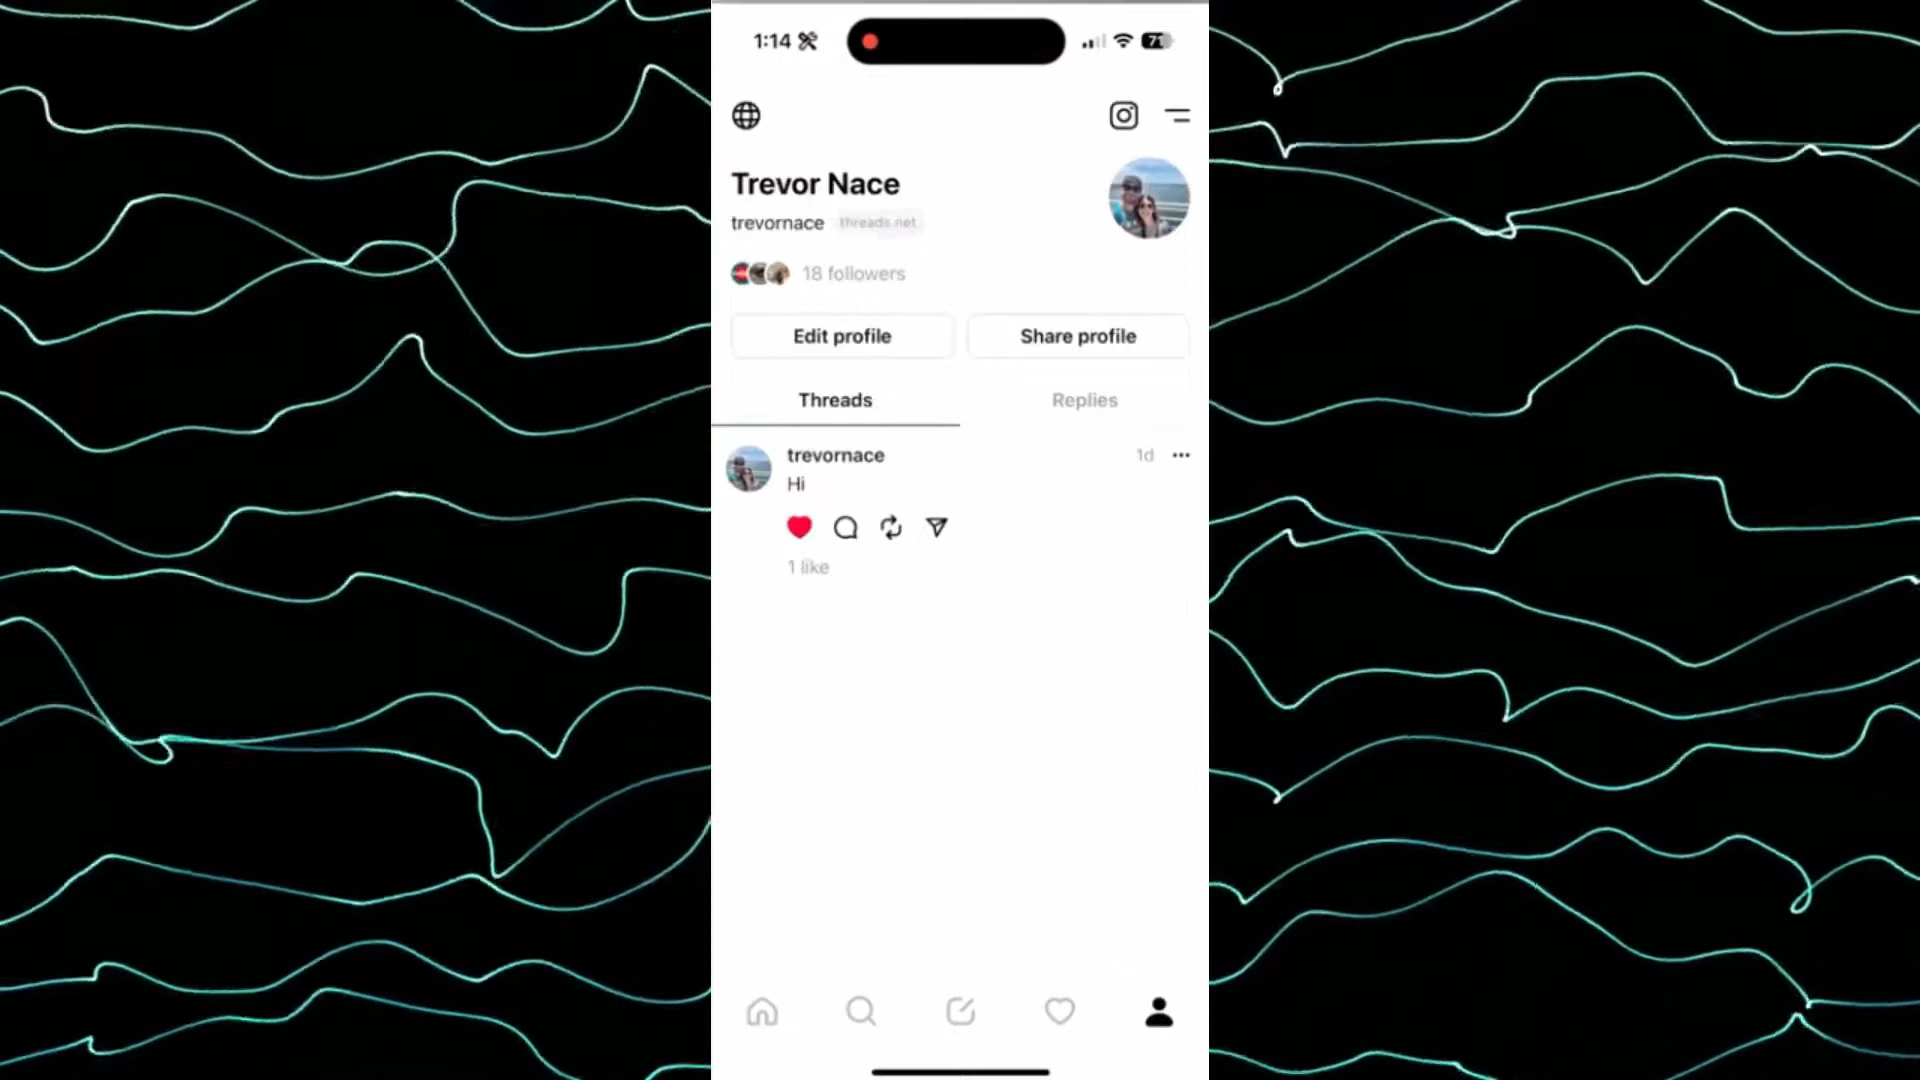 1:14
71
Trevor Nace
trevornace threads.net
18 followers
Edit profile Share profile
Threads Replies
trevornace 1d
Hi
1 like